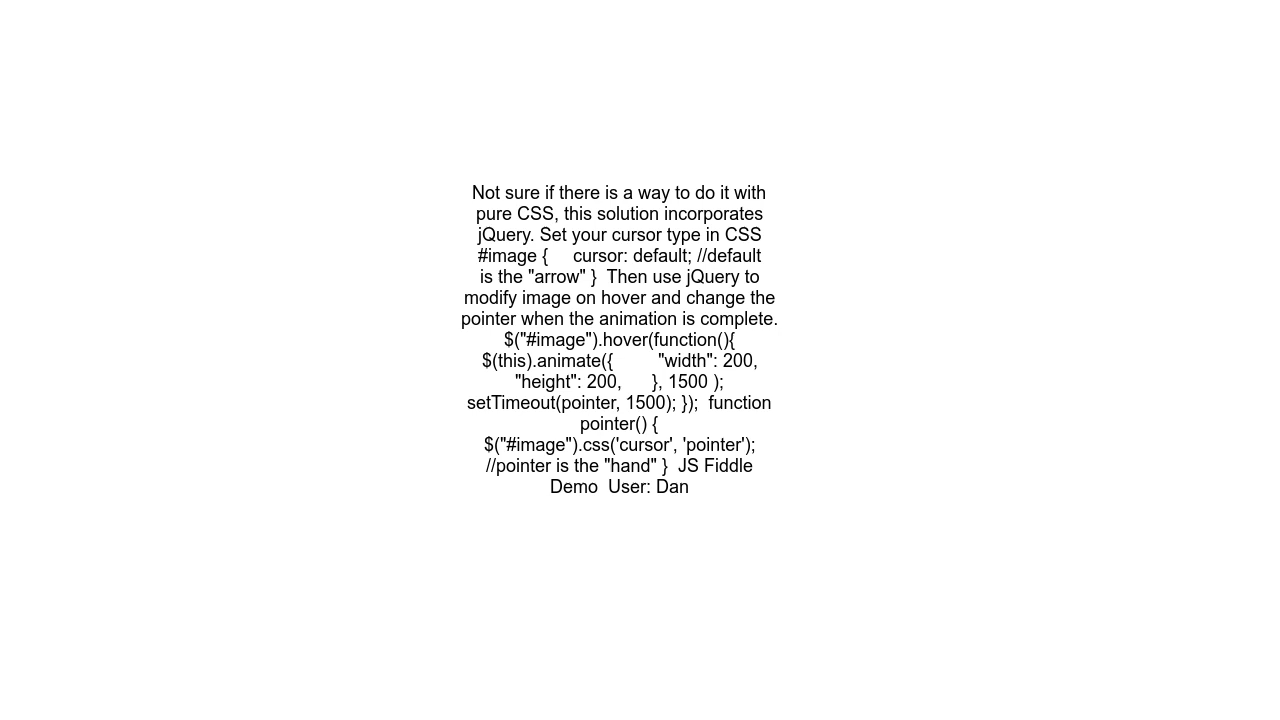 Not sure if there is a way to do it with
pure CSS, this solution incorporates
jQuery. Set your cursor type in CSS
#image {     cursor: default; //default
is the "arrow" }  Then use jQuery to
modify image on hover and change the
pointer when the animation is complete.
$("#image").hover(function(){
$(this).animate({         "width": 200,
"height": 200,      }, 1500 );
setTimeout(pointer, 1500); });  function
pointer() {
$("#image").css('cursor', 'pointer');
//pointer is the "hand" }  JS Fiddle
Demo  User: Dan